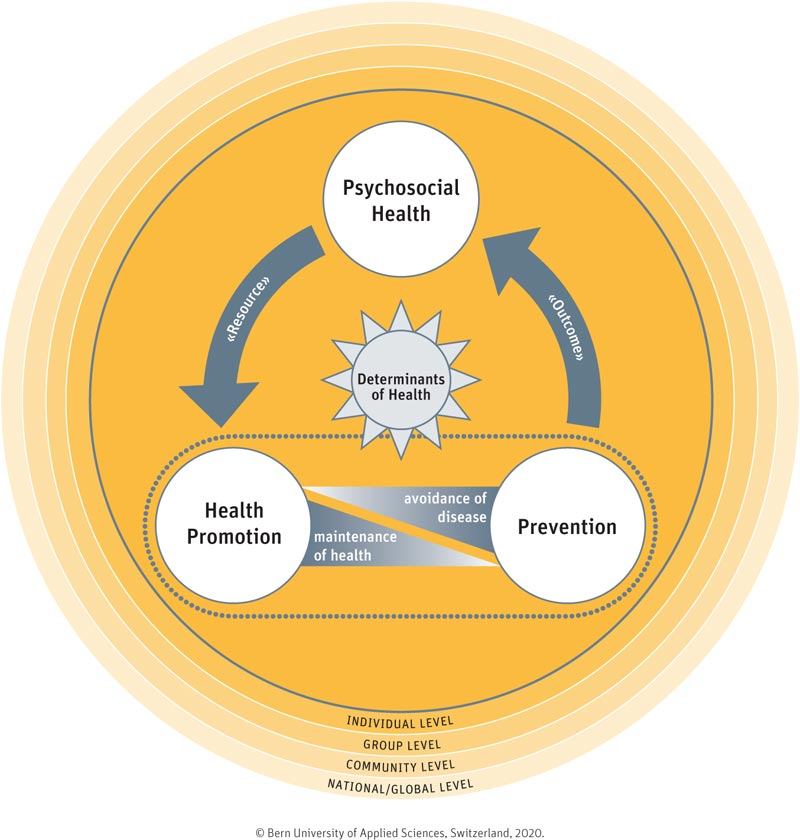 Psychosocial
Health
«Resource»
«Outcome»
Determinants
of Health
Health
Promotion
avoidance of
disease
maintenance
of health
Prevention
INDIVIDUAL LEVEL
GROUP LEVEL
COMMUNITY LEVEL
NATIONAL/GLOBAL LEVEL
© Bern University of Applied Sciences, Switzerland, 2020.